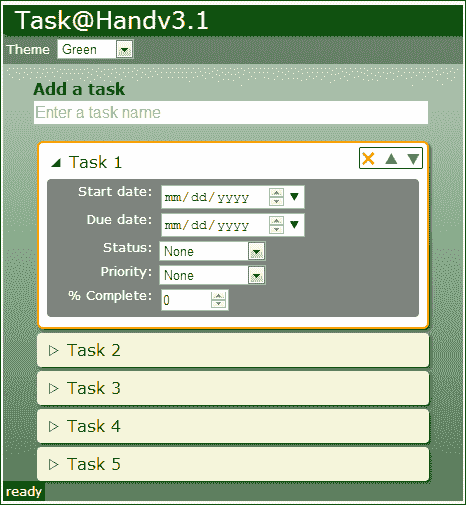 Task@Handv3.1
Theme Green
Add a task
Enter a task name
Task 1
Start date: mm/dd/yyyy
Due date: mm/dd/yyyy
Status: None
Priority: None
% Complete: 0
Task 2
Task 3
Task 4
Task 5
ready